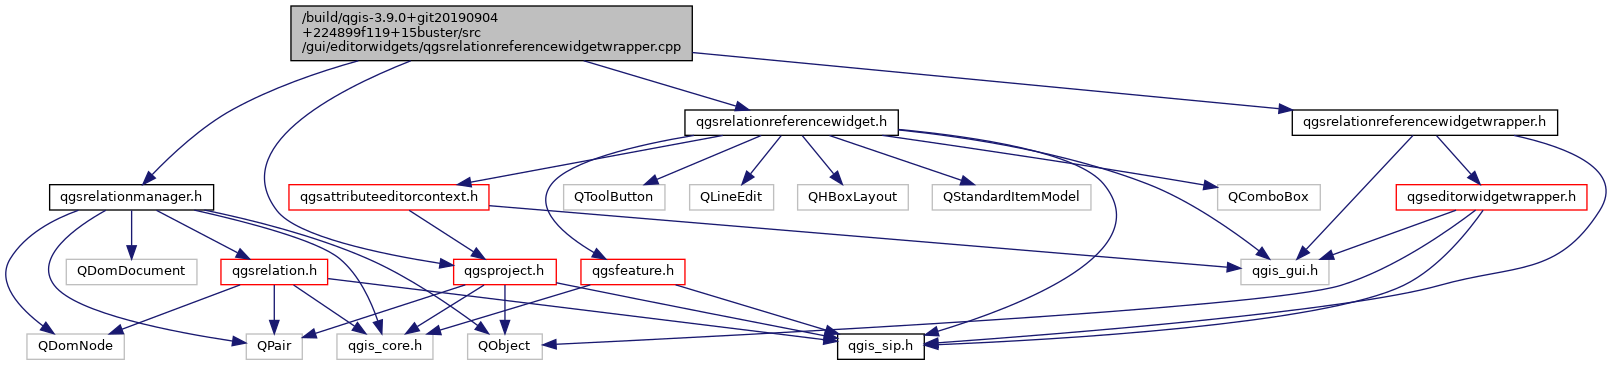 /build/qgis-3.9.0+git20190904
+224899f119+15buster/src
/gui/editorwidgets/qgsrelationreferencewidgetwrapper.cpp
qgsrelationreferencewidget.h
qgsrelationreferencewidgetwrapper.h
qgsrelationmanager.h
qgsattributeeditorcontext.h
QToolButton
QLineEdit
QHBoxLayout
QStandardItemModel
QComboBox
qgseditorwidgetwrapper.h
QDomDocument
qgsrelation.h
qgsproject.h
qgsfeature.h
qgis_gui.h
QDomNode
QPair
qgis_core.h
QObject
qgis_sip.h